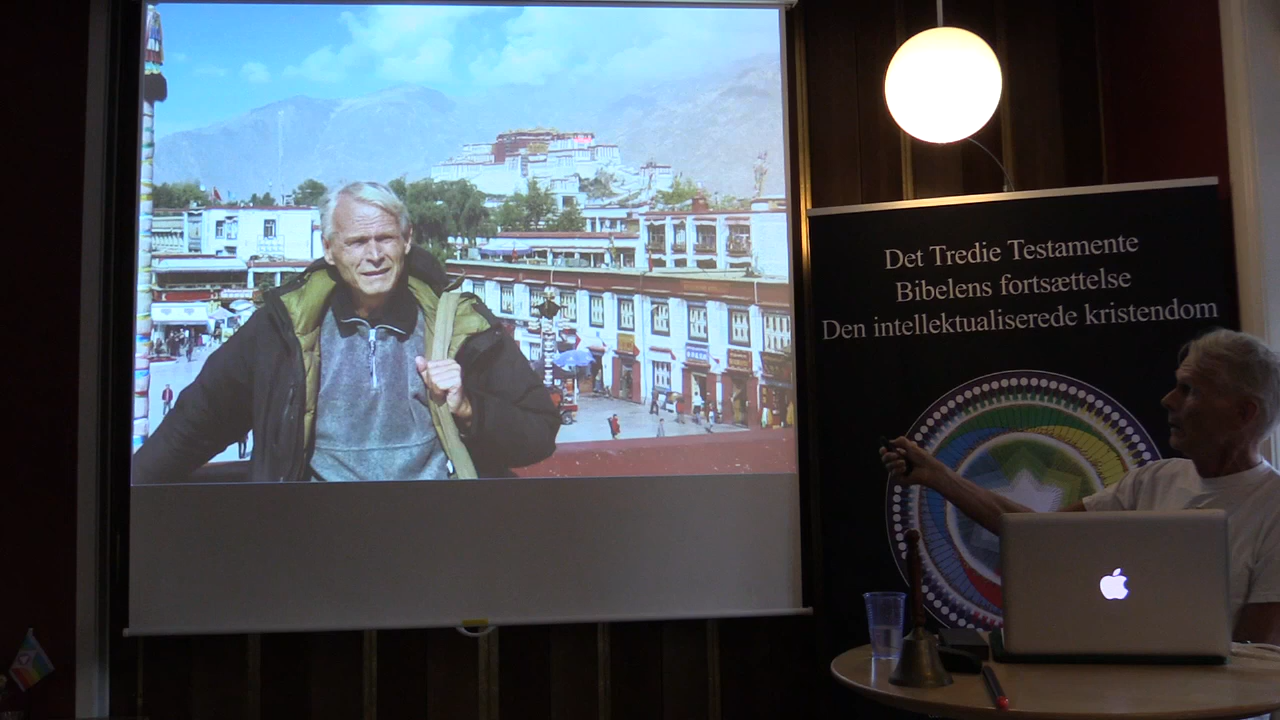 Det Tredie Testamente
Bibelens fortsættelse
Den intellektualiserede kristendom